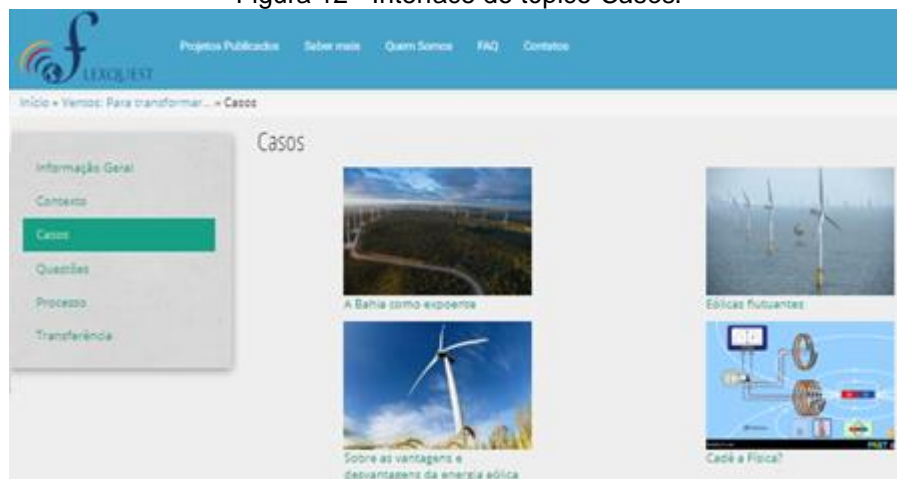 Figura 12 - Interface do tópico Casos.
FLEXQUEST
Projetos Publicados Saber mais Quem Somos FAQ Contatos
Início » Ventos: Para transformar... » Casos
Informação Geral
Contexto
Casos
Questões
Processo
Transferência
Casos
A Bahia como expoente
Eólicas flutuantes
Sobre as vantagens e
desvantagens da energia eólica
Cadê a Física?
PhET